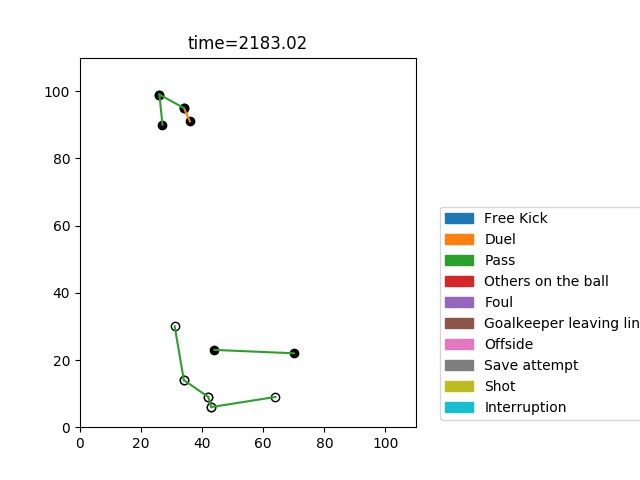 time=2183.02
100
80
60
40
20
0
0 20 40 60 80 100
Free Kick
Duel
Pass
Others on the ball
Foul
Goalkeeper leaving lin
Offside
Save attempt
Shot
Interruption